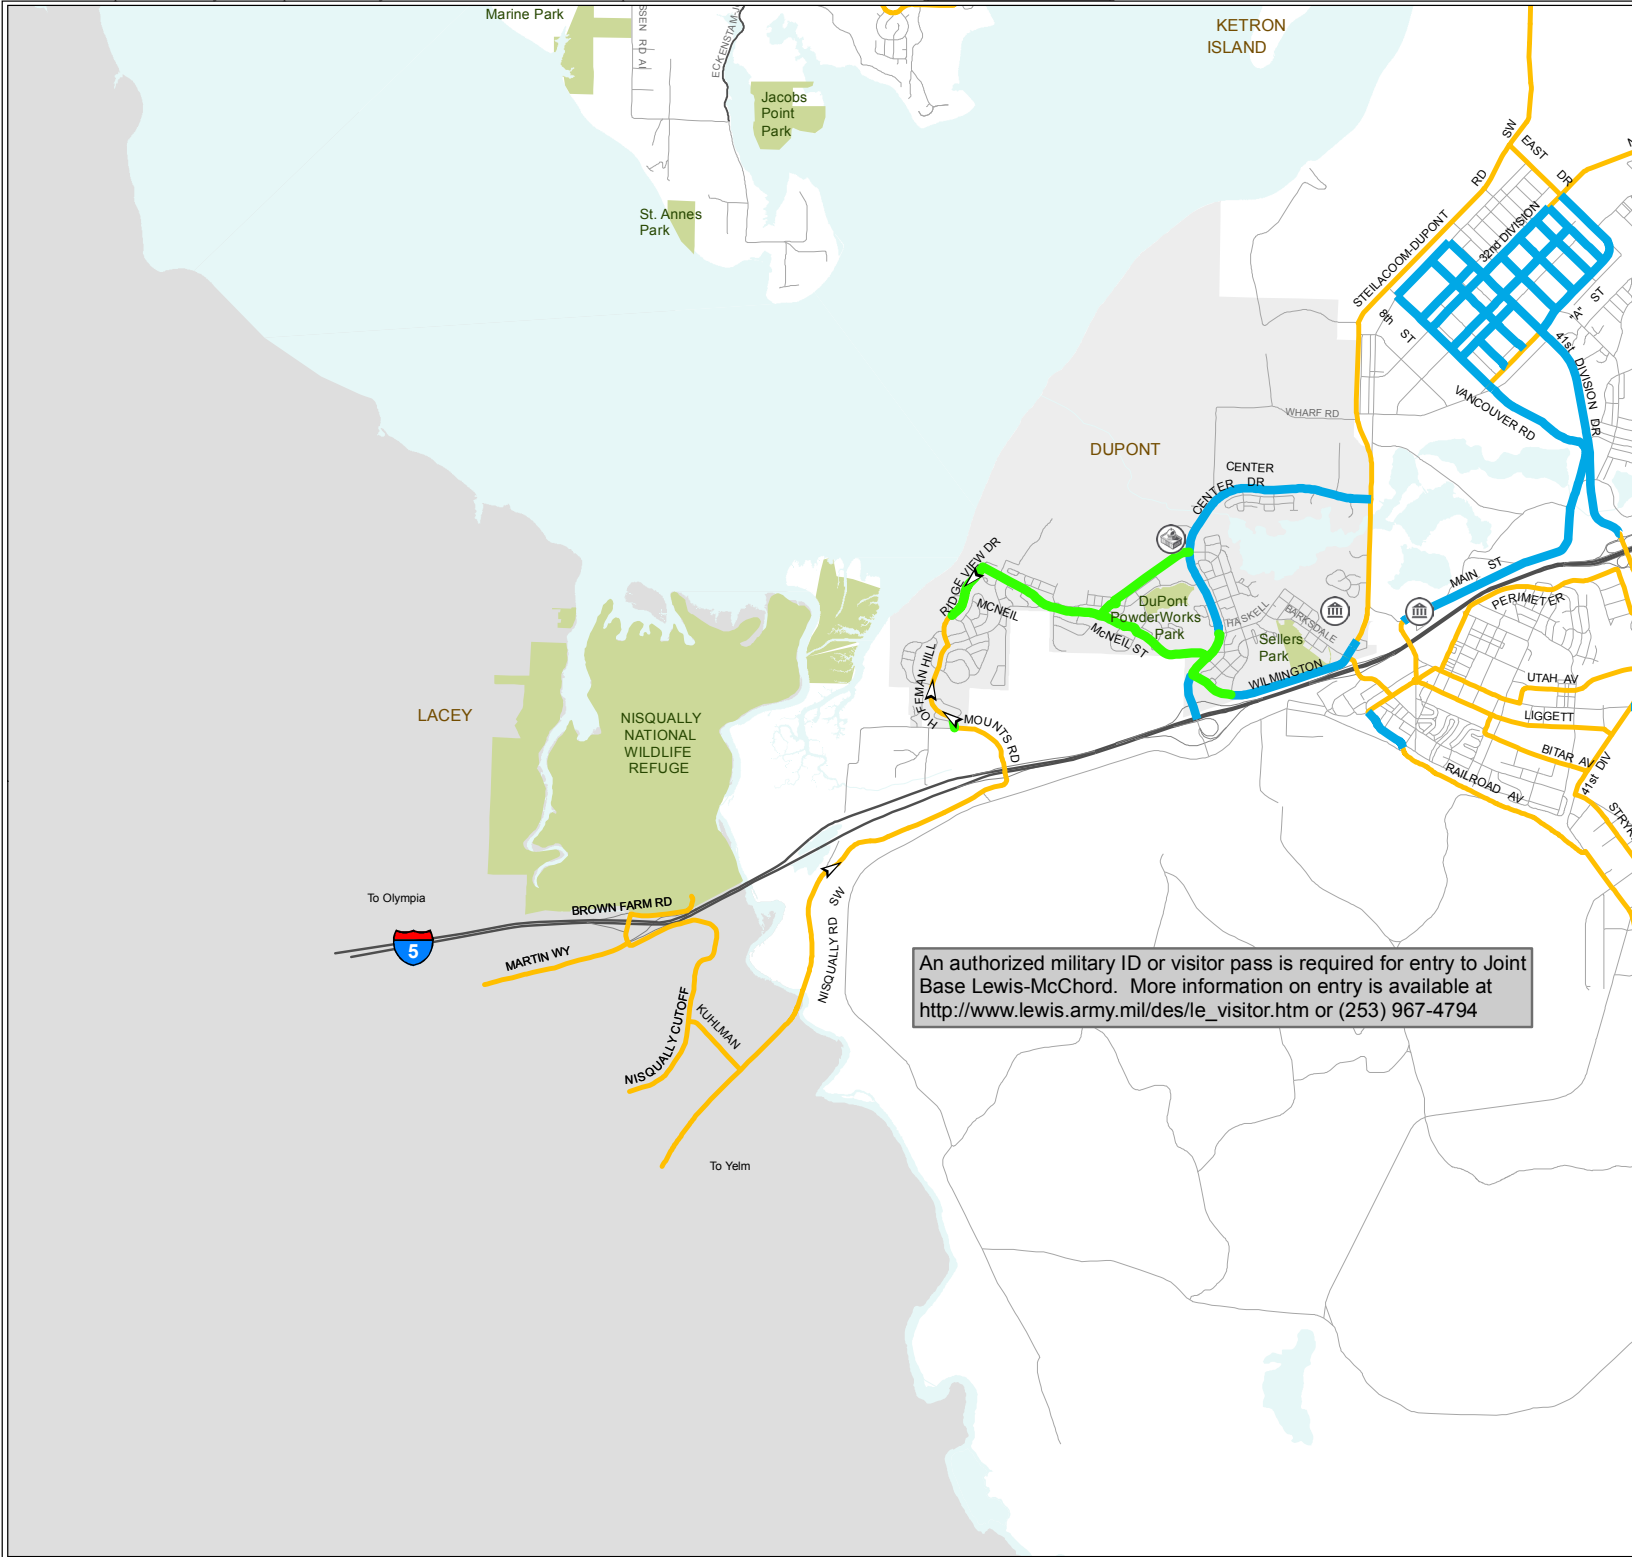 Marine Park
SSEN RD AI
ECKENSTAM-J
KETRON
ISLAND
Jacobs
Point
Park
St. Annes
Park
SW
EAST
DR
RD
STEILACOOM-DUPONT
32nd DIVISION
8th ST
"A" ST
41st DIVISION DR
VANCOUVER RD
WHARF RD
DUPONT
CENTER
DR
CENTER
MAIN ST
PERIMETER
RIDGE VIEW DR
MCNEIL
McNEIL ST
DuPont
PowderWorks
Park
HASKELL
BARKSDALE
Sellers
Park
WILMINGTON
HOFFMAN HILL
MOUNTS RD
UTAH AV
LIGGETT
BITAR AV
41st DIV
RAILROAD AV
STRYK
LACEY
NISQUALLY
NATIONAL
WILDLIFE
REFUGE
To Olympia
5
BROWN FARM RD
MARTIN WY
NISQUALLY RD SW
NISQUALLY CUTOFF
KUHLMAN
To Yelm
An authorized military ID or visitor pass is required for entry to Joint
Base Lewis-McChord.  More information on entry is available at
http://www.lewis.army.mil/des/le_visitor.htm or (253) 967-4794